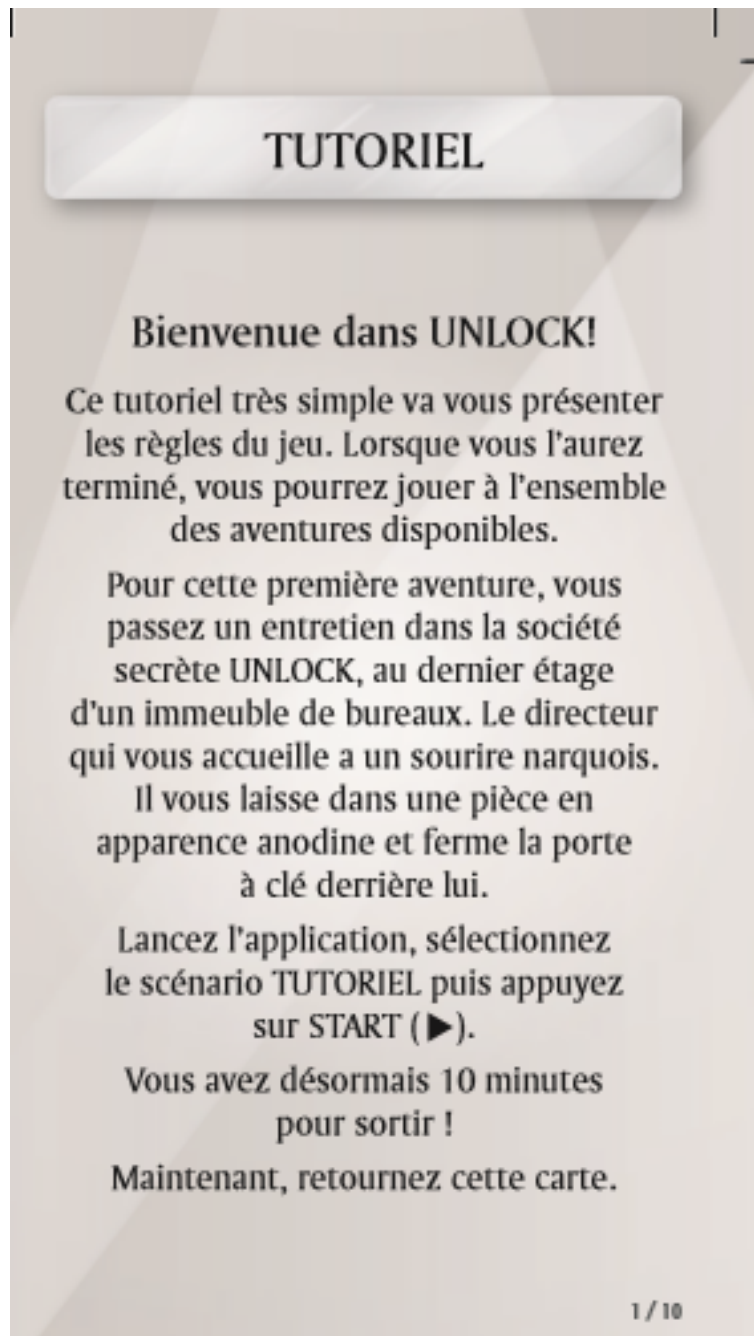 TUTORIEL
Bienvenue dans UNLOCK!
Ce tutoriel très simple va vous présenter
les règles du jeu. Lorsque vous l'aurez
terminé, vous pourrez jouer à l'ensemble
des aventures disponibles.
Pour cette première aventure, vous
passez un entretien dans la société
secrète UNLOCK, au dernier étage
d'un immeuble de bureaux. Le directeur
qui vous accueille a un sourire narquois.
Il vous laisse dans une pièce en
apparence anodine et ferme la porte
à clé derrière lui.
Lancez l'application, sélectionnez
le scénario TUTORIEL puis appuyez
sur START (▶).
Vous avez désormais 10 minutes
pour sortir !
Maintenant, retournez cette carte.
1 / 10